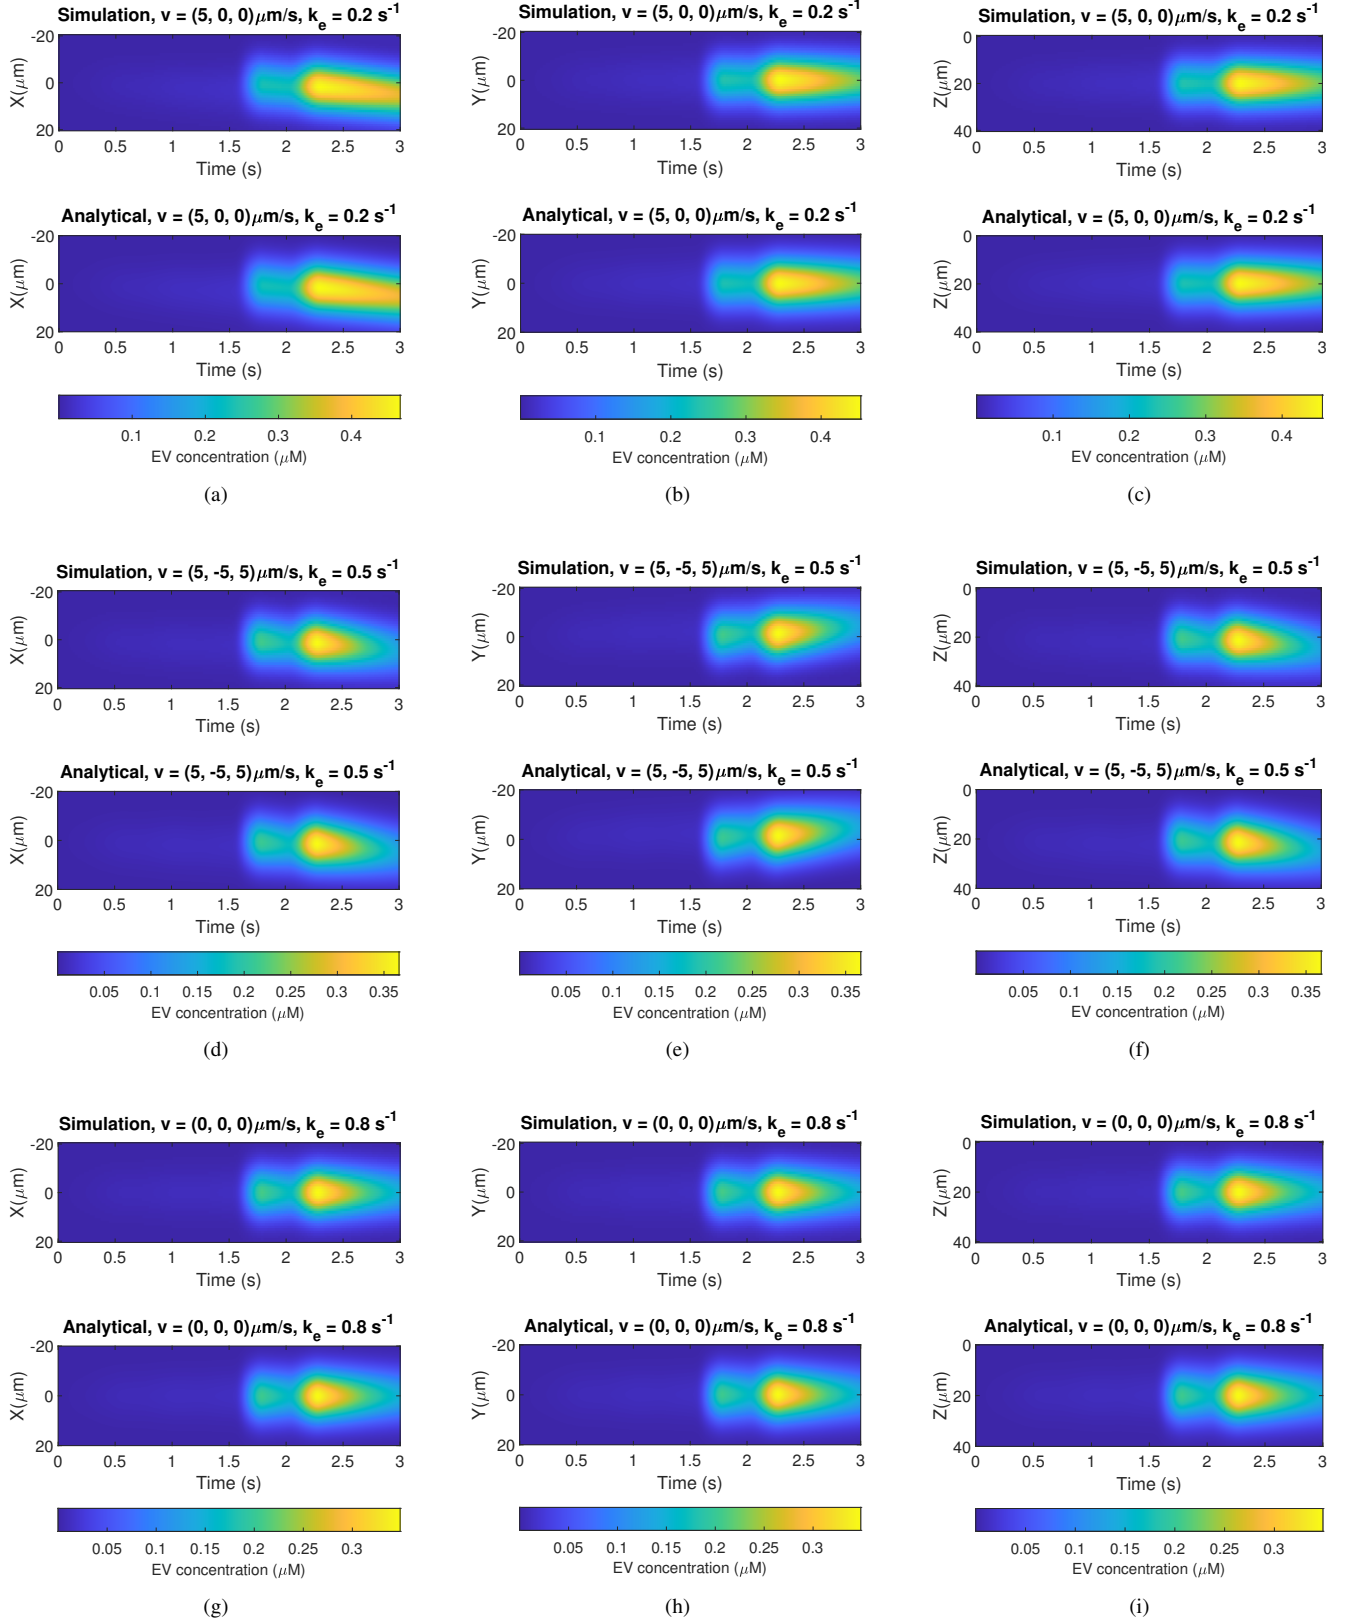 Simulation, v = (5, 0, 0)μm/s, k_e = 0.2 s^-1
-20
0
20
X(μm)
0 0.5 1 1.5 2 2.5 3
Time (s)
Analytical, v = (5, 0, 0)μm/s, k_e = 0.2 s^-1
-20
0
20
X(μm)
0 0.5 1 1.5 2 2.5 3
Time (s)
0.1 0.2 0.3 0.4
EV concentration (μM)
(a)
Simulation, v = (5, 0, 0)μm/s, k_e = 0.2 s^-1
-20
0
20
Y(μm)
0 0.5 1 1.5 2 2.5 3
Time (s)
Analytical, v = (5, 0, 0)μm/s, k_e = 0.2 s^-1
-20
0
20
Y(μm)
0 0.5 1 1.5 2 2.5 3
Time (s)
0.1 0.2 0.3 0.4
EV concentration (μM)
(b)
Simulation, v = (5, 0, 0)μm/s, k_e = 0.2 s^-1
0
20
40
Z(μm)
0 0.5 1 1.5 2 2.5 3
Time (s)
Analytical, v = (5, 0, 0)μm/s, k_e = 0.2 s^-1
0
20
40
Z(μm)
0 0.5 1 1.5 2 2.5 3
Time (s)
0.1 0.2 0.3 0.4
EV concentration (μM)
(c)
Simulation, v = (5, -5, 5)μm/s, k_e = 0.5 s^-1
-20
0
20
X(μm)
0 0.5 1 1.5 2 2.5 3
Time (s)
Analytical, v = (5, -5, 5)μm/s, k_e = 0.5 s^-1
-20
0
20
X(μm)
0 0.5 1 1.5 2 2.5 3
Time (s)
0.05 0.1 0.15 0.2 0.25 0.3 0.35
EV concentration (μM)
(d)
Simulation, v = (5, -5, 5)μm/s, k_e = 0.5 s^-1
-20
0
20
Y(μm)
0 0.5 1 1.5 2 2.5 3
Time (s)
Analytical, v = (5, -5, 5)μm/s, k_e = 0.5 s^-1
-20
0
20
Y(μm)
0 0.5 1 1.5 2 2.5 3
Time (s)
0.05 0.1 0.15 0.2 0.25 0.3 0.35
EV concentration (μM)
(e)
Simulation, v = (5, -5, 5)μm/s, k_e = 0.5 s^-1
0
20
40
Z(μm)
0 0.5 1 1.5 2 2.5 3
Time (s)
Analytical, v = (5, -5, 5)μm/s, k_e = 0.5 s^-1
0
20
40
Z(μm)
0 0.5 1 1.5 2 2.5 3
Time (s)
0.05 0.1 0.15 0.2 0.25 0.3 0.35
EV concentration (μM)
(f)
Simulation, v = (0, 0, 0)μm/s, k_e = 0.8 s^-1
-20
0
20
X(μm)
0 0.5 1 1.5 2 2.5 3
Time (s)
Analytical, v = (0, 0, 0)μm/s, k_e = 0.8 s^-1
-20
0
20
X(μm)
0 0.5 1 1.5 2 2.5 3
Time (s)
0.05 0.1 0.15 0.2 0.25 0.3
EV concentration (μM)
(g)
Simulation, v = (0, 0, 0)μm/s, k_e = 0.8 s^-1
-20
0
20
Y(μm)
0 0.5 1 1.5 2 2.5 3
Time (s)
Analytical, v = (0, 0, 0)μm/s, k_e = 0.8 s^-1
-20
0
20
Y(μm)
0 0.5 1 1.5 2 2.5 3
Time (s)
0.05 0.1 0.15 0.2 0.25 0.3
EV concentration (μM)
(h)
Simulation, v = (0, 0, 0)μm/s, k_e = 0.8 s^-1
0
20
40
Z(μm)
0 0.5 1 1.5 2 2.5 3
Time (s)
Analytical, v = (0, 0, 0)μm/s, k_e = 0.8 s^-1
0
20
40
Z(μm)
0 0.5 1 1.5 2 2.5 3
Time (s)
0.05 0.1 0.15 0.2 0.25 0.3
EV concentration (μM)
(i)